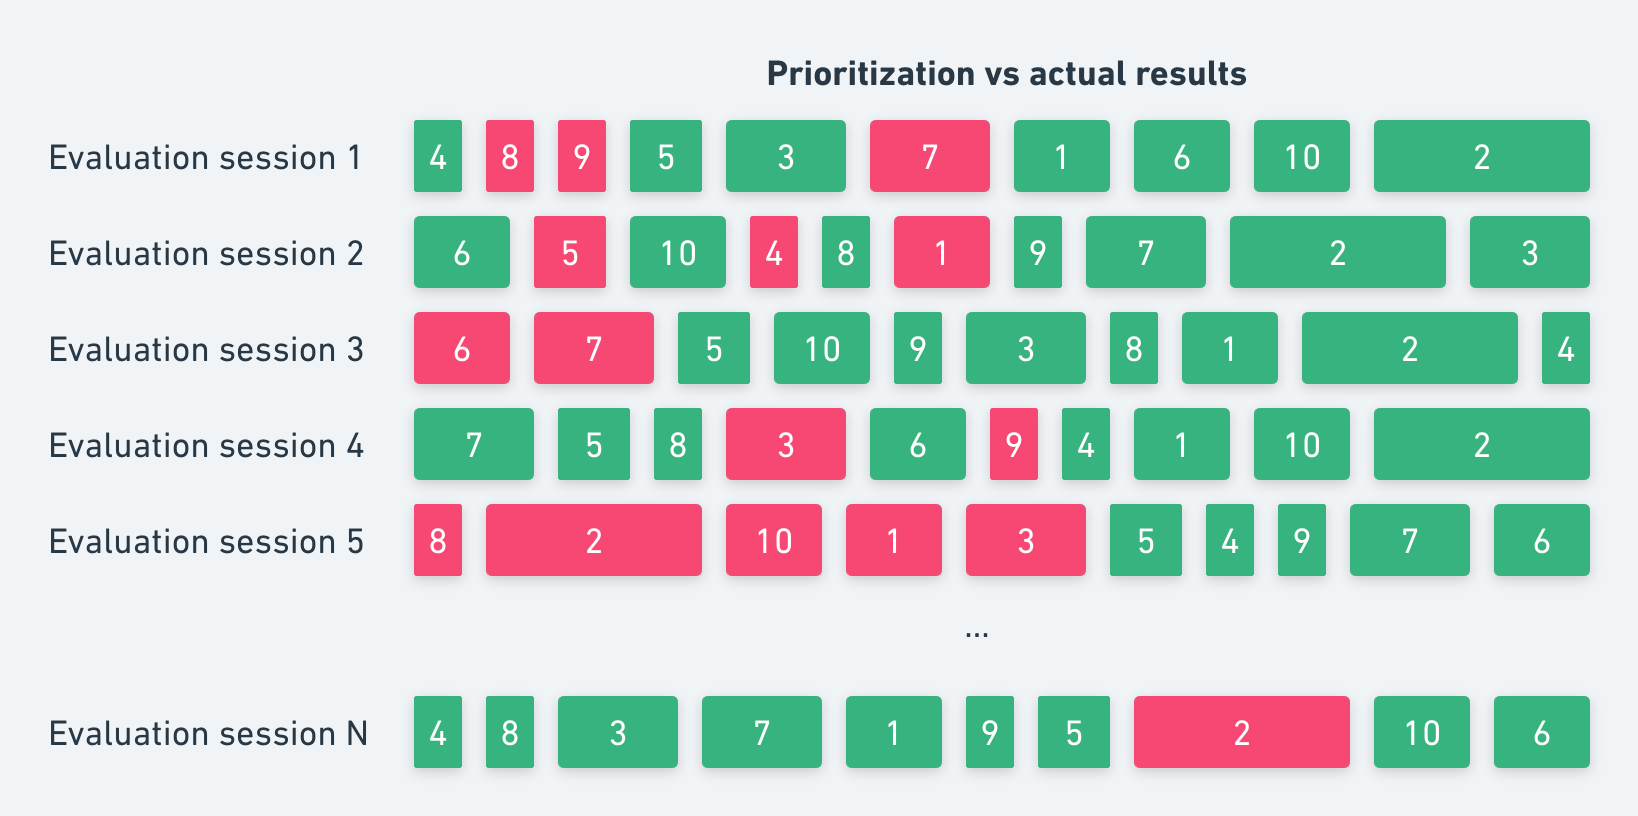 Prioritization vs actual results
Evaluation session 1 4 8 9 5 3 7 1 6 10 2
Evaluation session 2 6 5 10 4 8 1 9 7 2 3
Evaluation session 3 6 7 5 10 9 3 8 1 2 4
Evaluation session 4 7 5 8 3 6 9 4 1 10 2
Evaluation session 5 8 2 10 1 3 5 4 9 7 6
...
Evaluation session N 4 8 3 7 1 9 5 2 10 6